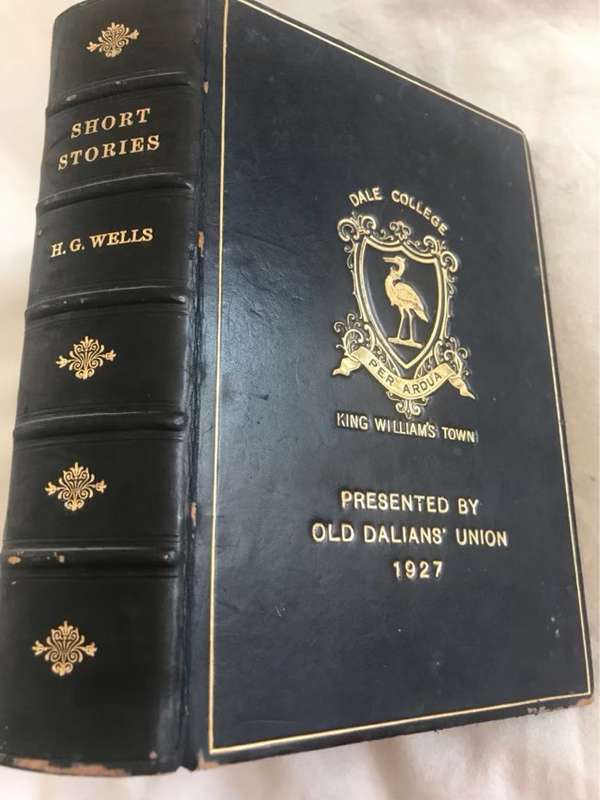 SHORT
STORIES
H. G. WELLS
DALE COLLEGE
PER ARDUA
KING WILLIAM'S TOWN
PRESENTED BY
OLD DALIANS' UNION
1927